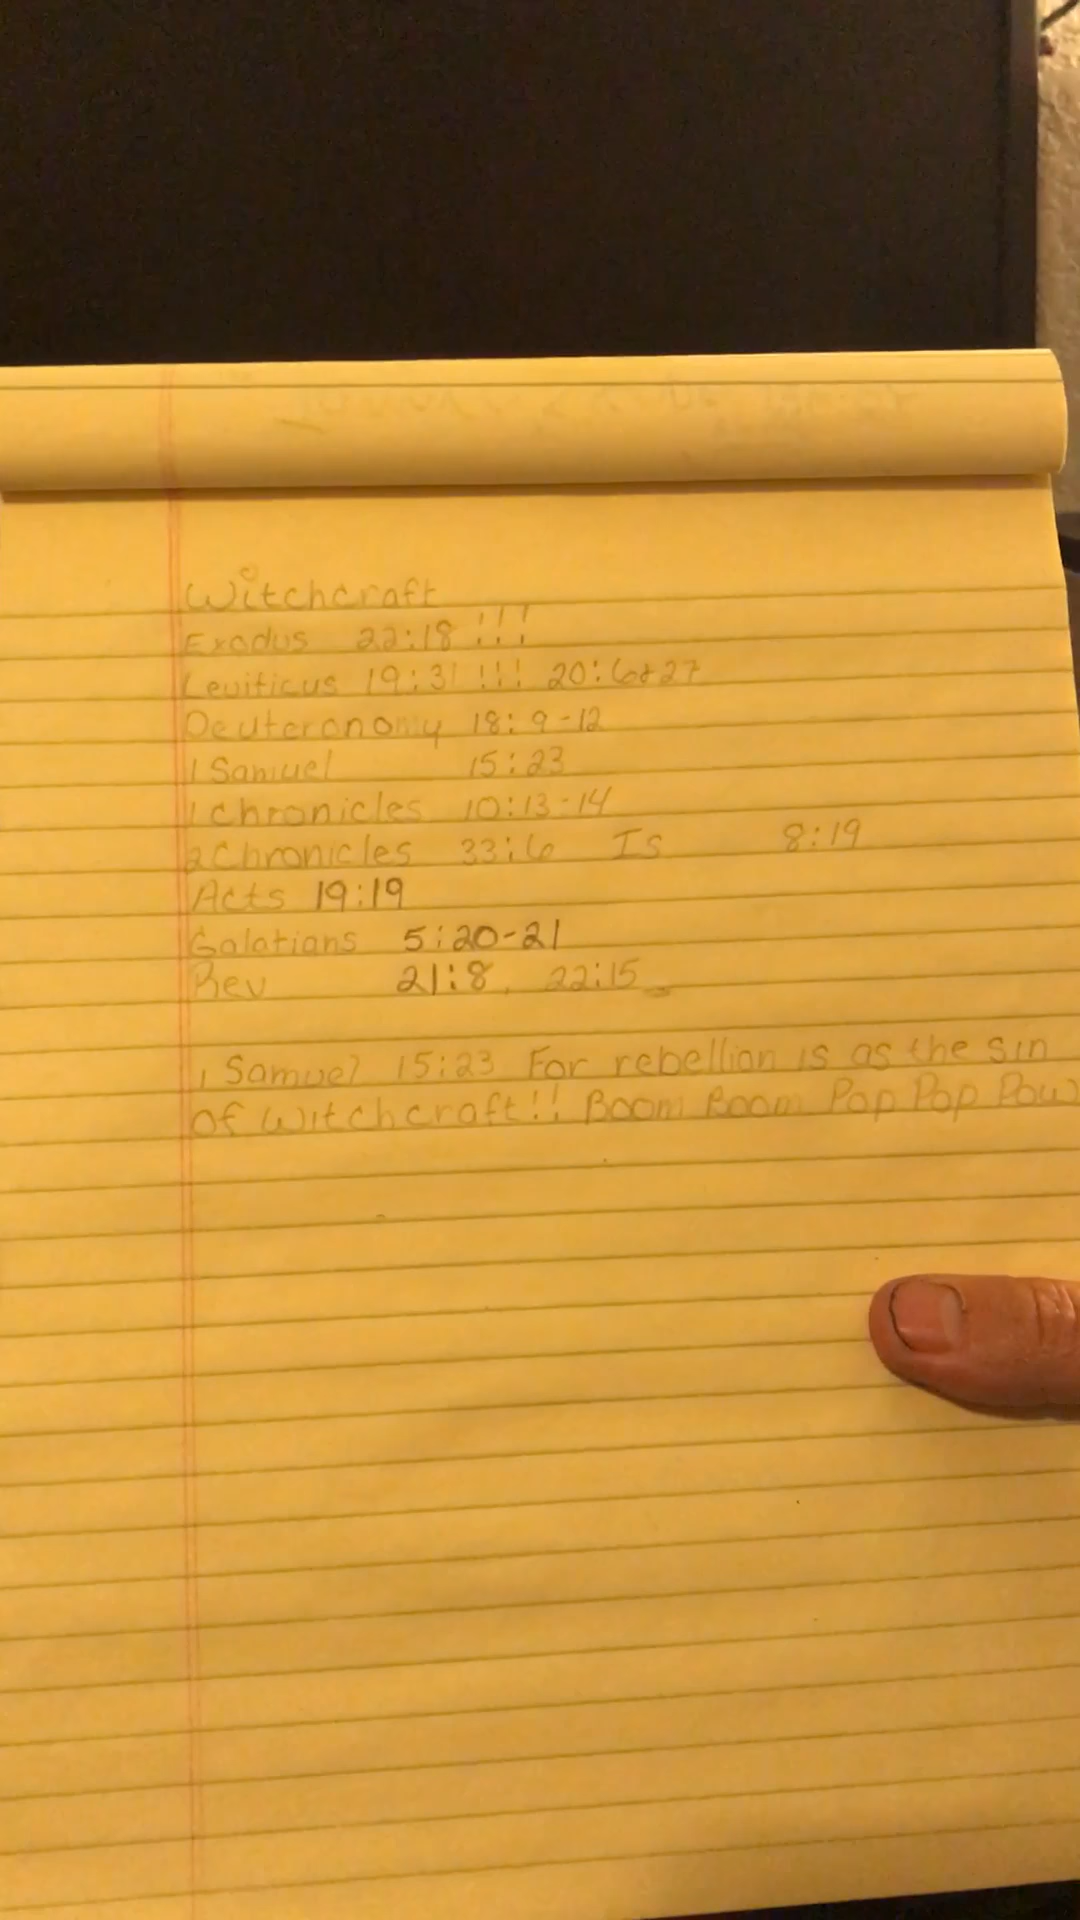 Witchcraft
Exodus 22:18 !!!
Leviticus 19:31 !!! 20:6&27
Deuteronomy 18:9-12
1 Samuel 15:23
1 Chronicles 10:13-14
2 Chronicles 33:6 Is 8:19
Acts 19:19
Galatians 5:20-21
Rev 21:8, 22:15
1 Samuel 15:23 For rebellion is as the sin
of witchcraft!! Boom Boom Pop Pop Pow